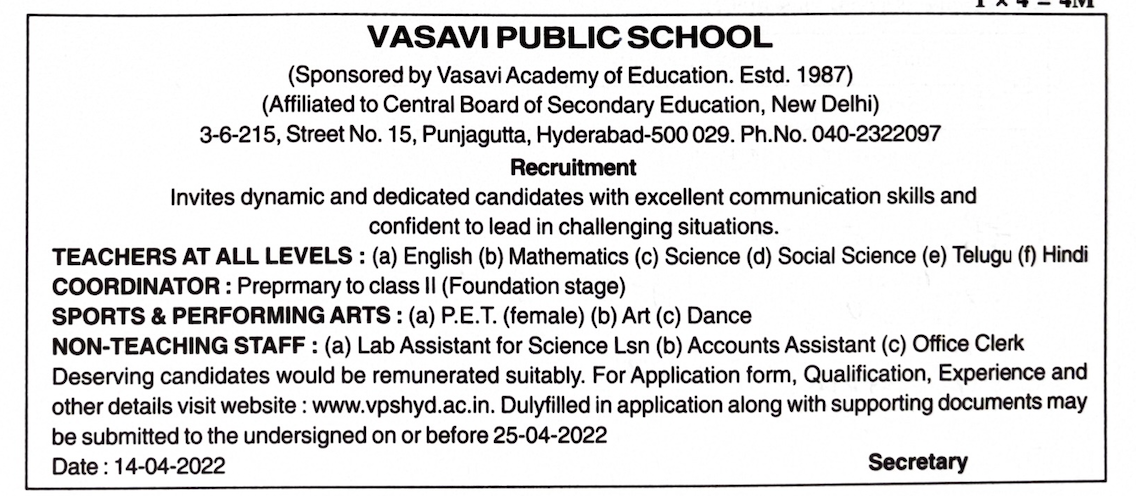 1 × 4 = 4M
VASAVI PUBLIC SCHOOL
(Sponsored by Vasavi Academy of Education. Estd. 1987)
(Affiliated to Central Board of Secondary Education, New Delhi)
3-6-215, Street No. 15, Punjagutta, Hyderabad-500 029. Ph.No. 040-2322097
Recruitment
Invites dynamic and dedicated candidates with excellent communication skills and
confident to lead in challenging situations.
TEACHERS AT ALL LEVELS : (a) English (b) Mathematics (c) Science (d) Social Science (e) Telugu (f) Hindi
COORDINATOR : Preprmary to class II (Foundation stage)
SPORTS & PERFORMING ARTS : (a) P.E.T. (female) (b) Art (c) Dance
NON-TEACHING STAFF : (a) Lab Assistant for Science Lsn (b) Accounts Assistant (c) Office Clerk
Deserving candidates would be remunerated suitably. For Application form, Qualification, Experience and
other details visit website : www.vpshyd.ac.in. Dulyfilled in application along with supporting documents may
be submitted to the undersigned on or before 25-04-2022
Date : 14-04-2022 Secretary